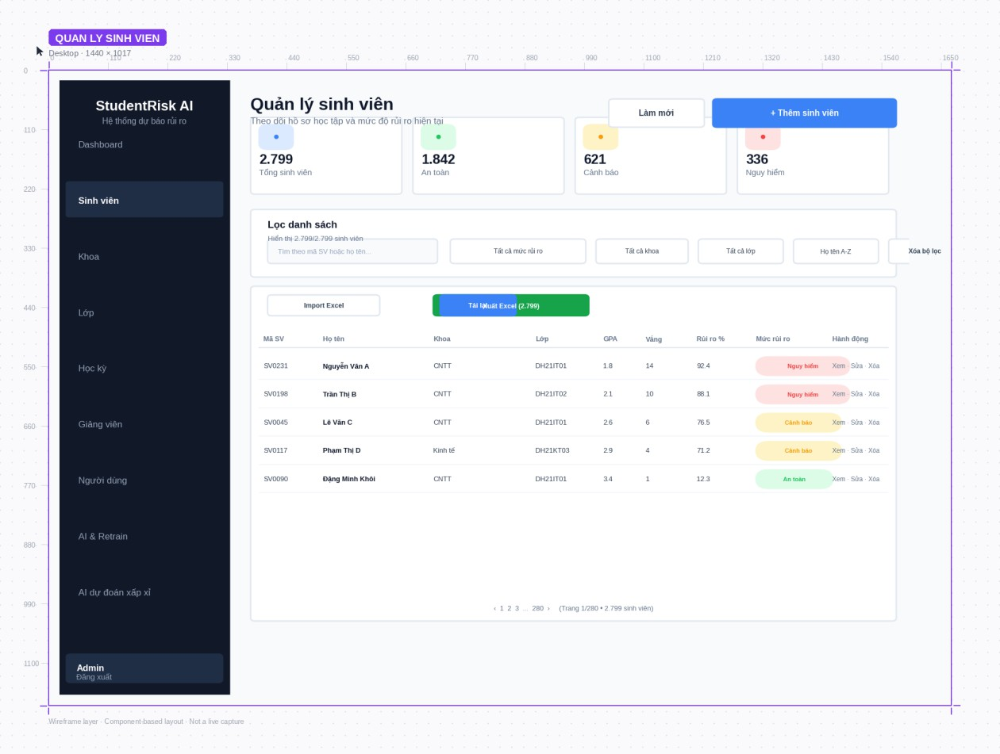 QUAN LY SINH VIEN
Desktop · 1440 × 1017
0 110 220 330 440 550 660 770 880 990 1100 1210 1320 1430 1540 1650
0
110
220
330
440
550
660
770
880
990
1100
StudentRisk AI
Hệ thống dự báo rủi ro
Dashboard
Sinh viên
Khoa
Lớp
Học kỳ
Giảng viên
Người dùng
AI & Retrain
AI dự đoán xấp xỉ
Admin
Đăng xuất
Quản lý sinh viên
Theo dõi hồ sơ học tập và mức độ rủi ro hiện tại
Làm mới
+ Thêm sinh viên
2.799
Tổng sinh viên
1.842
An toàn
621
Cảnh báo
336
Nguy hiểm
Lọc danh sách
Hiển thị 2.799/2.799 sinh viên
Tìm theo mã SV hoặc họ tên...
Tất cả mức rủi ro
Tất cả khoa
Tất cả lớp
Họ tên A-Z
Xóa bộ lọc
Import Excel
Tải lại
Xuất Excel (2.799)
Mã SV Họ tên Khoa Lớp GPA Vắng Rủi ro % Mức rủi ro Hành động
SV0231 Nguyễn Văn A CNTT DH21IT01 1.8 14 92.4 Nguy hiểm Xem · Sửa · Xóa
SV0198 Trần Thị B CNTT DH21IT02 2.1 10 88.1 Nguy hiểm Xem · Sửa · Xóa
SV0045 Lê Văn C CNTT DH21IT01 2.6 6 76.5 Cảnh báo Xem · Sửa · Xóa
SV0117 Phạm Thị D Kinh tế DH21KT03 2.9 4 71.2 Cảnh báo Xem · Sửa · Xóa
SV0090 Đặng Minh Khôi CNTT DH21IT01 3.4 1 12.3 An toàn Xem · Sửa · Xóa
‹ 1 2 3 ... 280 › (Trang 1/280 • 2.799 sinh viên)
Wireframe layer · Component-based layout · Not a live capture